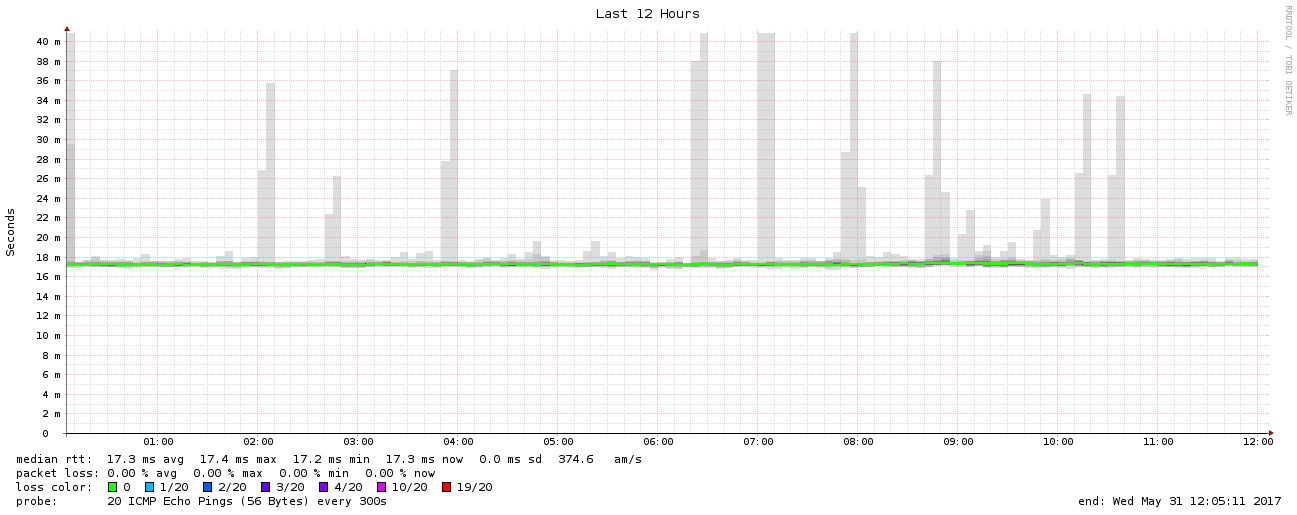 Last 12 Hours
RRDTOOL / TOBI OETIKER
Seconds
40 m
38 m
36 m
34 m
32 m
30 m
28 m
26 m
24 m
22 m
20 m
18 m
16 m
14 m
12 m
10 m
8 m
6 m
4 m
2 m
0
01:00 02:00 03:00 04:00 05:00 06:00 07:00 08:00 09:00 10:00 11:00 12:00
median rtt: 17.3 ms avg 17.4 ms max 17.2 ms min 17.3 ms now 0.0 ms sd 374.6 am/s
packet loss: 0.00 % avg 0.00 % max 0.00 % min 0.00 % now
loss color: 0 1/20 2/20 3/20 4/20 10/20 19/20
probe: 20 ICMP Echo Pings (56 Bytes) every 300s end: Wed May 31 12:05:11 2017